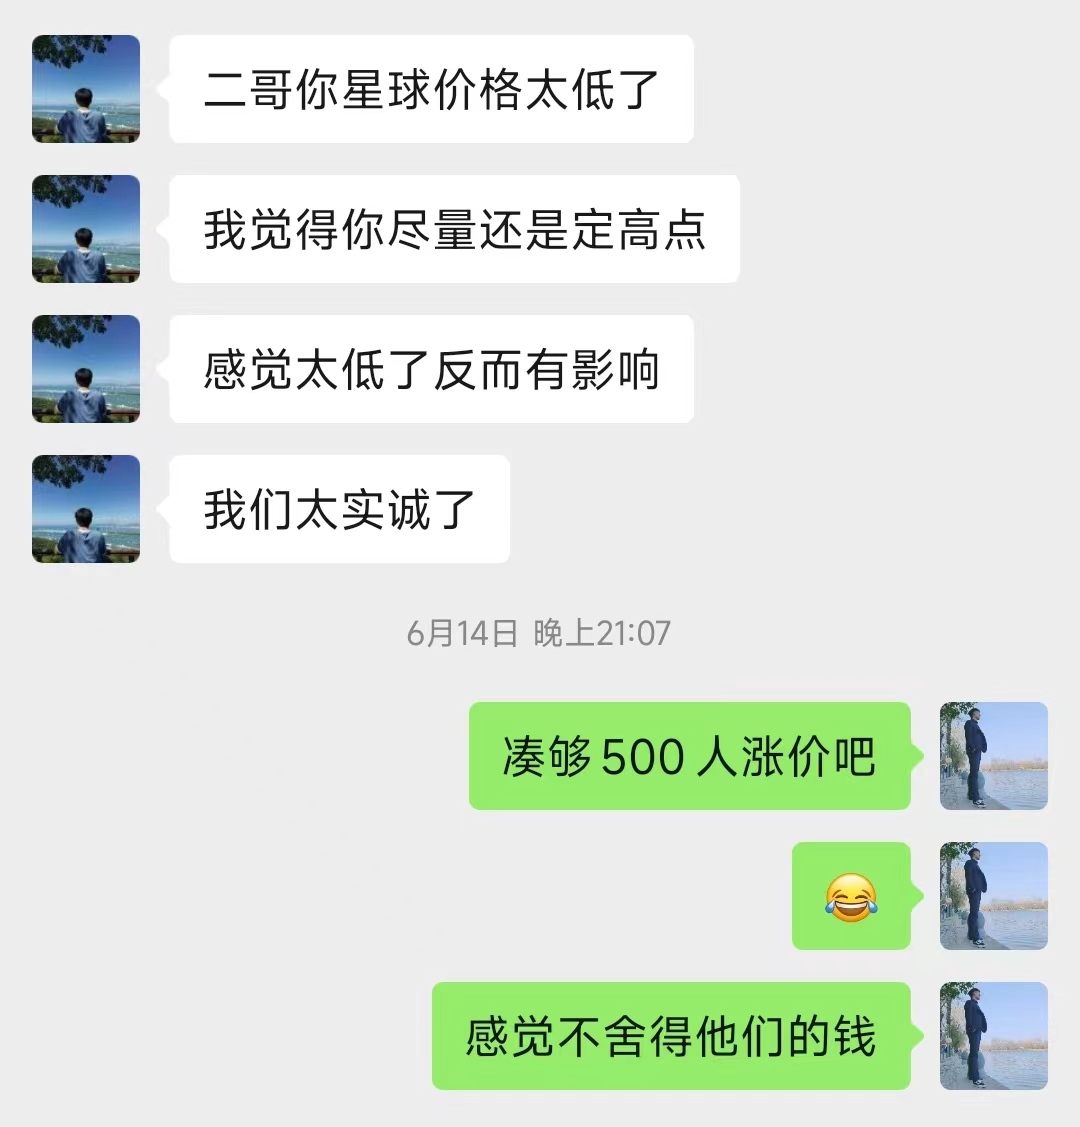 二哥你星球价格太低了
我觉得你尽量还是定高点
感觉太低了反而有影响
我们太实诚了
6月14日 晚上21:07
凑够500人涨价吧
😂
感觉不舍得他们的钱